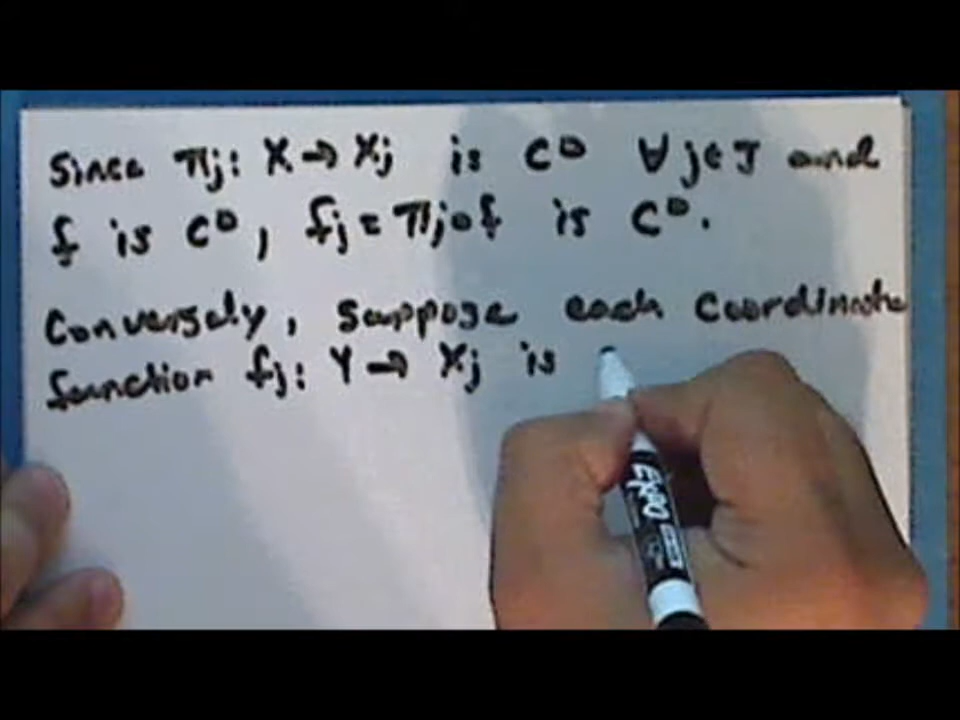 Since πj: X → Xj is C⁰ ∀ j ∈ J and
f is C⁰, fj = πj∘f is C⁰.
Conversely, suppose each coordinate
function fj: Y → Xj is
EXPO